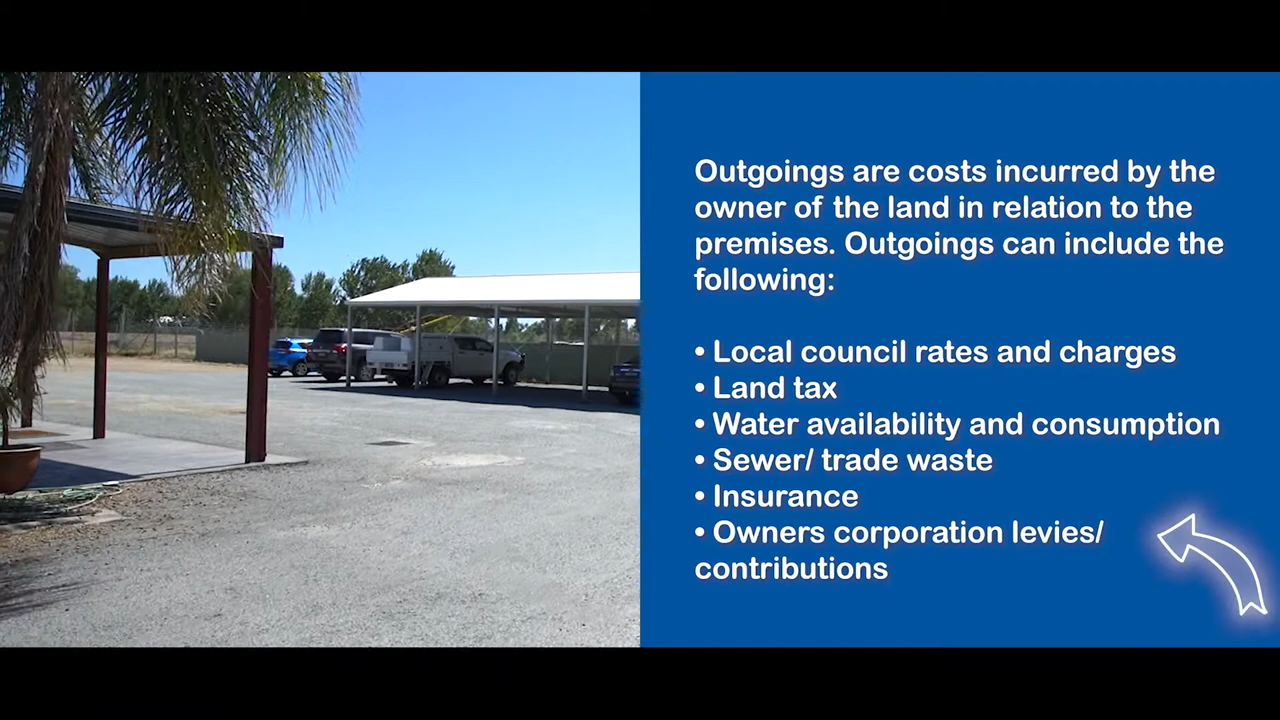 Outgoings are costs incurred by the
owner of the land in relation to the
premises. Outgoings can include the
following:
• Local council rates and charges
• Land tax
• Water availability and consumption
• Sewer/ trade waste
• Insurance
• Owners corporation levies/
contributions